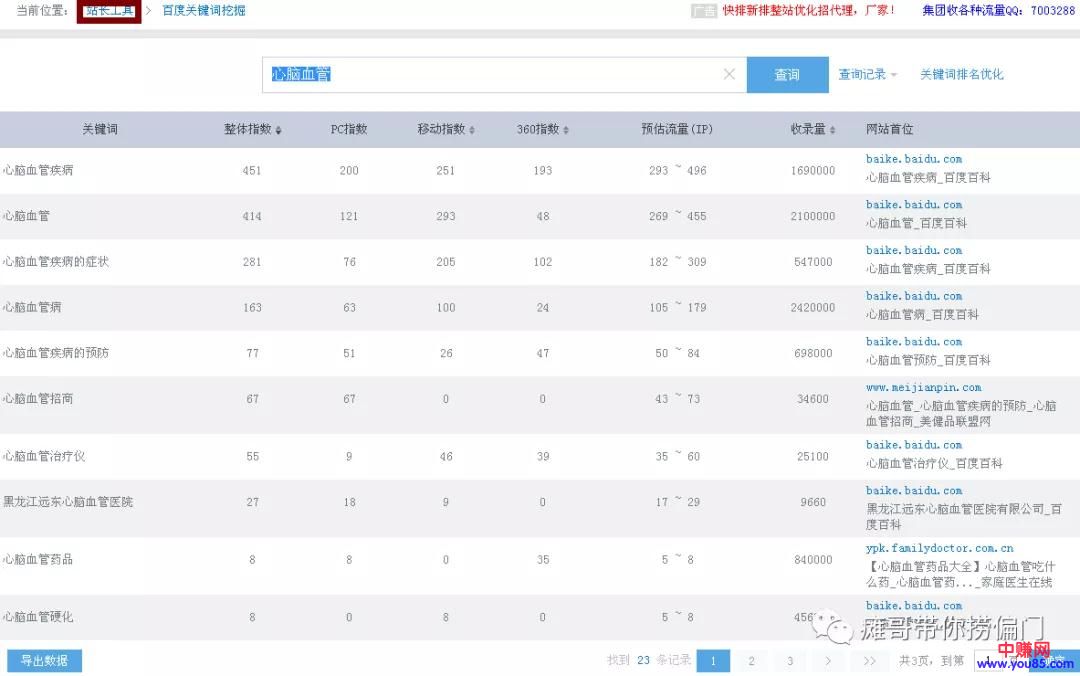 当前位置： 站长工具 > 百度关键词挖掘
广告 快排新排整站优化招代理，厂家！ 集团收各种流量QQ：7003288
心脑血管 × 查询 查询记录 关键词排名优化
关键词 整体指数 PC指数 移动指数 360指数 预估流量(IP) 收录量 网站首位
心脑血管疾病 451 200 251 193 293 ~ 496 1690000 baike.baidu.com
心脑血管疾病_百度百科
心脑血管 414 121 293 48 269 ~ 455 2100000 baike.baidu.com
心脑血管_百度百科
心脑血管疾病的症状 281 76 205 102 182 ~ 309 547000 baike.baidu.com
心脑血管疾病_百度百科
心脑血管病 163 63 100 24 105 ~ 179 2420000 baike.baidu.com
心脑血管病_百度百科
心脑血管疾病的预防 77 51 26 47 50 ~ 84 698000 baike.baidu.com
心脑血管预防_百度百科
心脑血管招商 67 67 0 0 43 ~ 73 34600 www.meijianpin.com
心脑血管_心脑血管疾病的预防_心脑
血管招商_美健品联盟网
心脑血管治疗仪 55 9 46 39 35 ~ 60 25100 baike.baidu.com
心脑血管治疗仪_百度百科
黑龙江远东心脑血管医院 27 18 9 0 17 ~ 29 9660 baike.baidu.com
黑龙江远东心脑血管医院有限公司_百
度百科
心脑血管药品 8 8 0 35 5 ~ 8 840000 ypk.familydoctor.com.cn
【心脑血管药品大全】心脑血管吃什
么药_心脑血管药..._家庭医生在线
心脑血管硬化 8 0 8 0 5 ~ 8 baike.baidu.com
滩哥带你捞偏门
导出数据 找到 23 条记录 1 2 3 > >> 共3页，到第 1
中赚网
www.you85.com